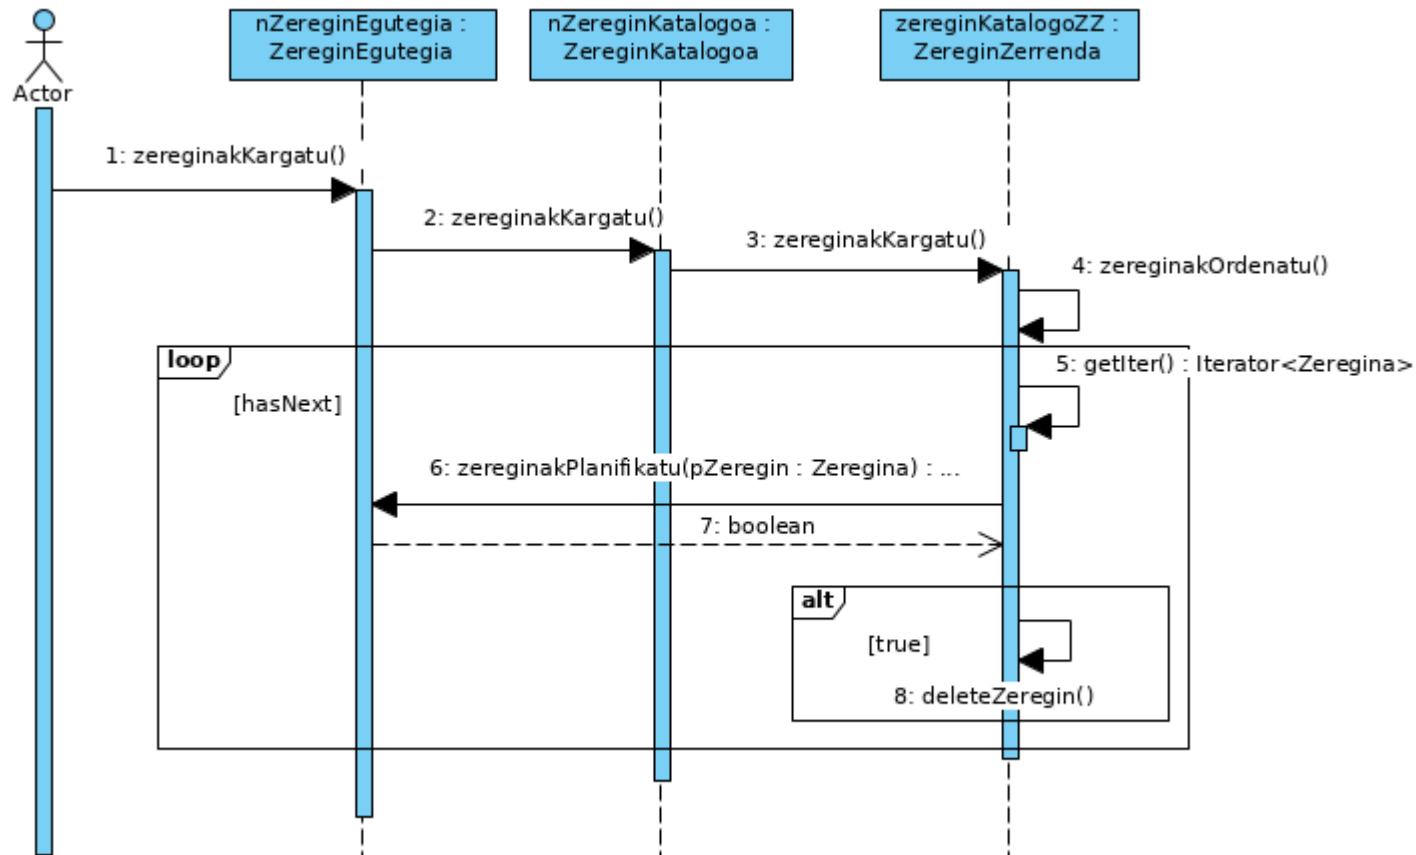 nZereginEgutegia :
ZereginEgutegia
nZereginKatalogoa :
ZereginKatalogoa
zereginKatalogoZZ :
ZereginZerrenda
Actor
1: zereginakKargatu()
2: zereginakKargatu()
3: zereginakKargatu()
4: zereginakOrdenatu()
loop
5: getIter() : Iterator<Zeregina>
[hasNext]
6: zereginakPlanifikatu(pZeregin : Zeregina) : ...
7: boolean
alt
[true]
8: deleteZeregin()